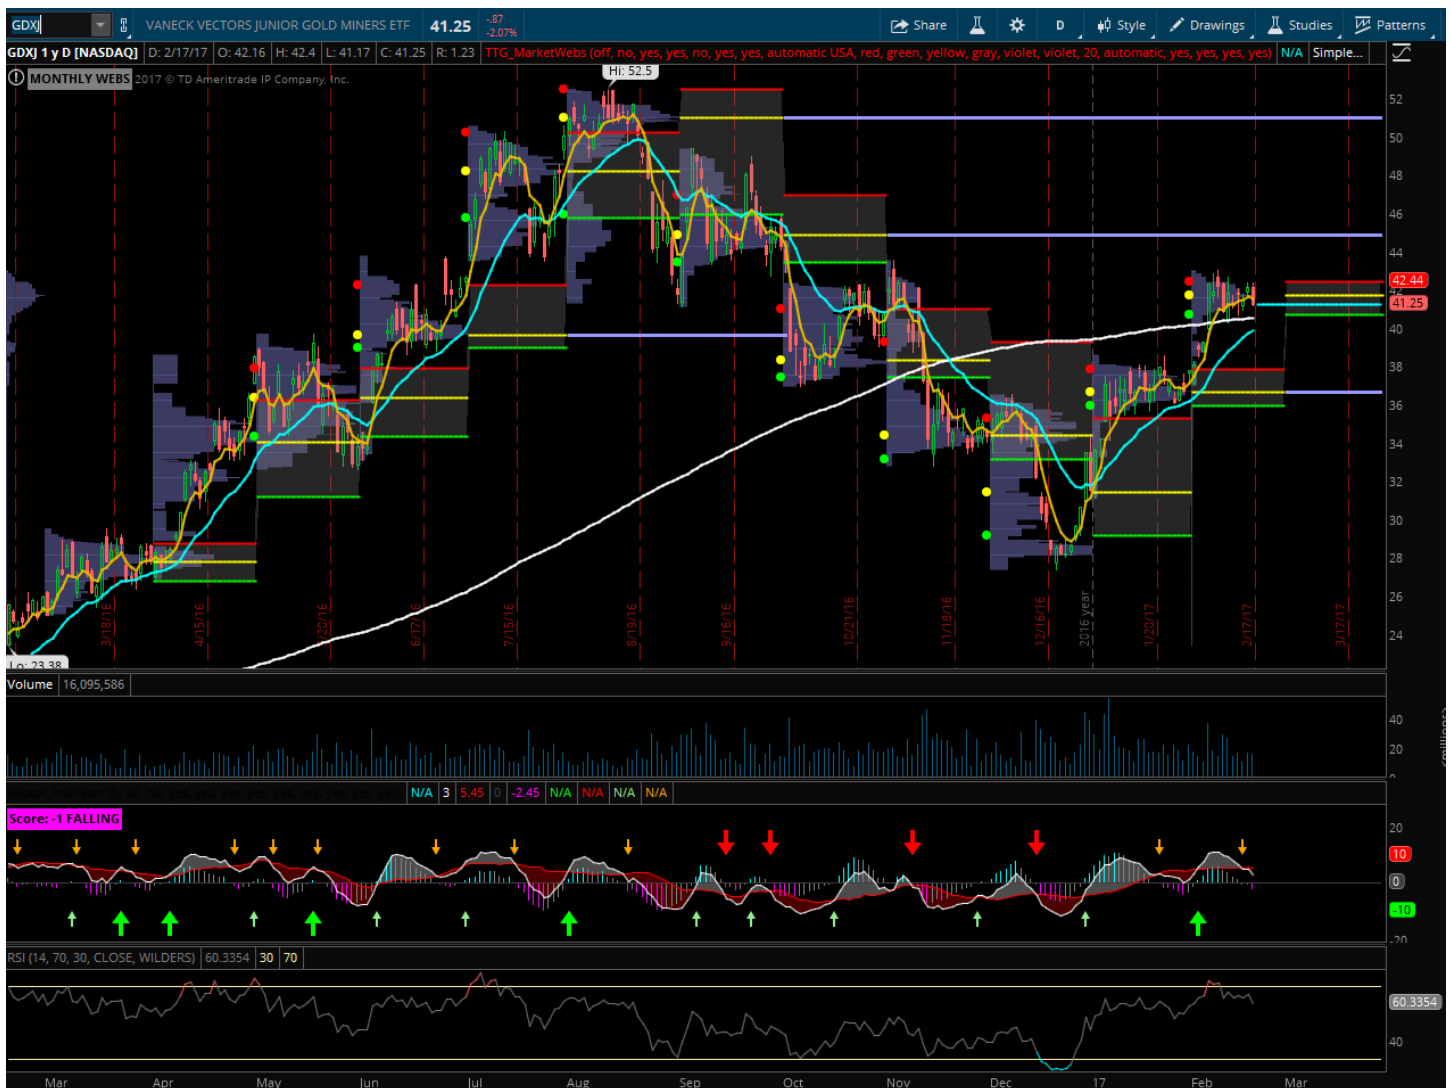 GDXJ VANECK VECTORS JUNIOR GOLD MINERS ETF 41.25 -.87 -2.07% Share D Style Drawings Studies Patterns
GDXJ 1 y D [NASDAQ] D: 2/17/17 O: 42.16 H: 42.4 L: 41.17 C: 41.25 R: 1.23 TTG_MarketWebs (off, no, yes, yes, no, yes, yes, automatic USA, red, green, yellow, gray, violet, violet, 20, automatic, yes, yes, yes, yes) N/A Simple...
MONTHLY WEBS 2017 © TD Ameritrade IP Company, Inc.
Hi: 52.5
52
50
48
46
44
42.44
42
41.25
40
38
36
34
32
30
28
26
24
3/18/16 4/15/16 5/20/16 6/17/16 7/15/16 8/19/16 9/16/16 10/21/16 11/18/16 12/16/16 2016 year 1/20/17 2/17/17 3/17/17
Lo: 23.38
Volume 16,095,586
40
20
0
N/A 3 5.45 0 -2.45 N/A N/A N/A N/A
Score: -1 FALLING
20
10
0
-10
-20
RSI (14, 70, 30, CLOSE, WILDERS) 60.3354 30 70
60.3354
40
Mar Apr May Jun Jul Aug Sep Oct Nov Dec 17 Feb Mar